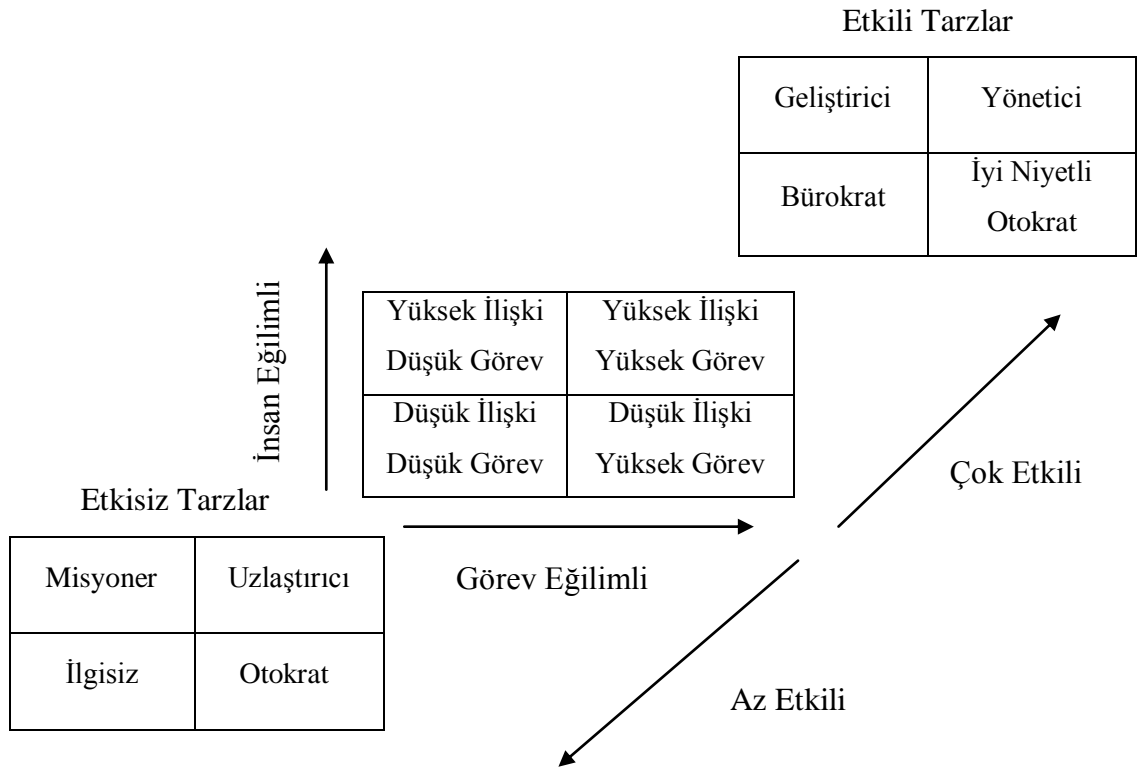 Etkili Tarzlar
Geliştirici
Yönetici
Bürokrat
İyi Niyetli
Otokrat
İnsan Eğilimli
Yüksek İlişki
Düşük Görev
Yüksek İlişki
Yüksek Görev
Düşük İlişki
Düşük Görev
Düşük İlişki
Yüksek Görev
Çok Etkili
Etkisiz Tarzlar
Misyoner
Uzlaştırıcı
İlgisiz
Otokrat
Görev Eğilimli
Az Etkili